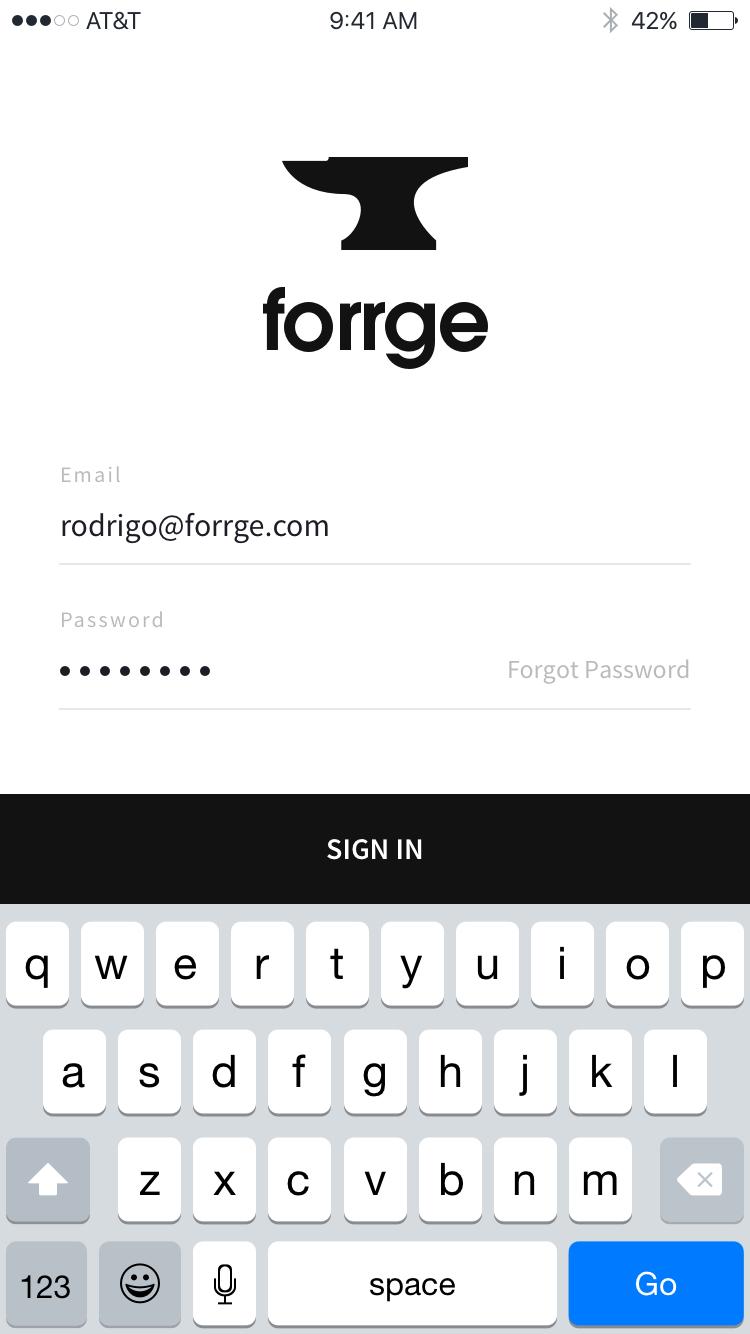 AT&T 9:41 AM 42%
forrge
Email
rodrigo@forrge.com
Password
Forgot Password
SIGN IN
q w e r t y u i o p
a s d f g h j k l
z x c v b n m
123 space Go